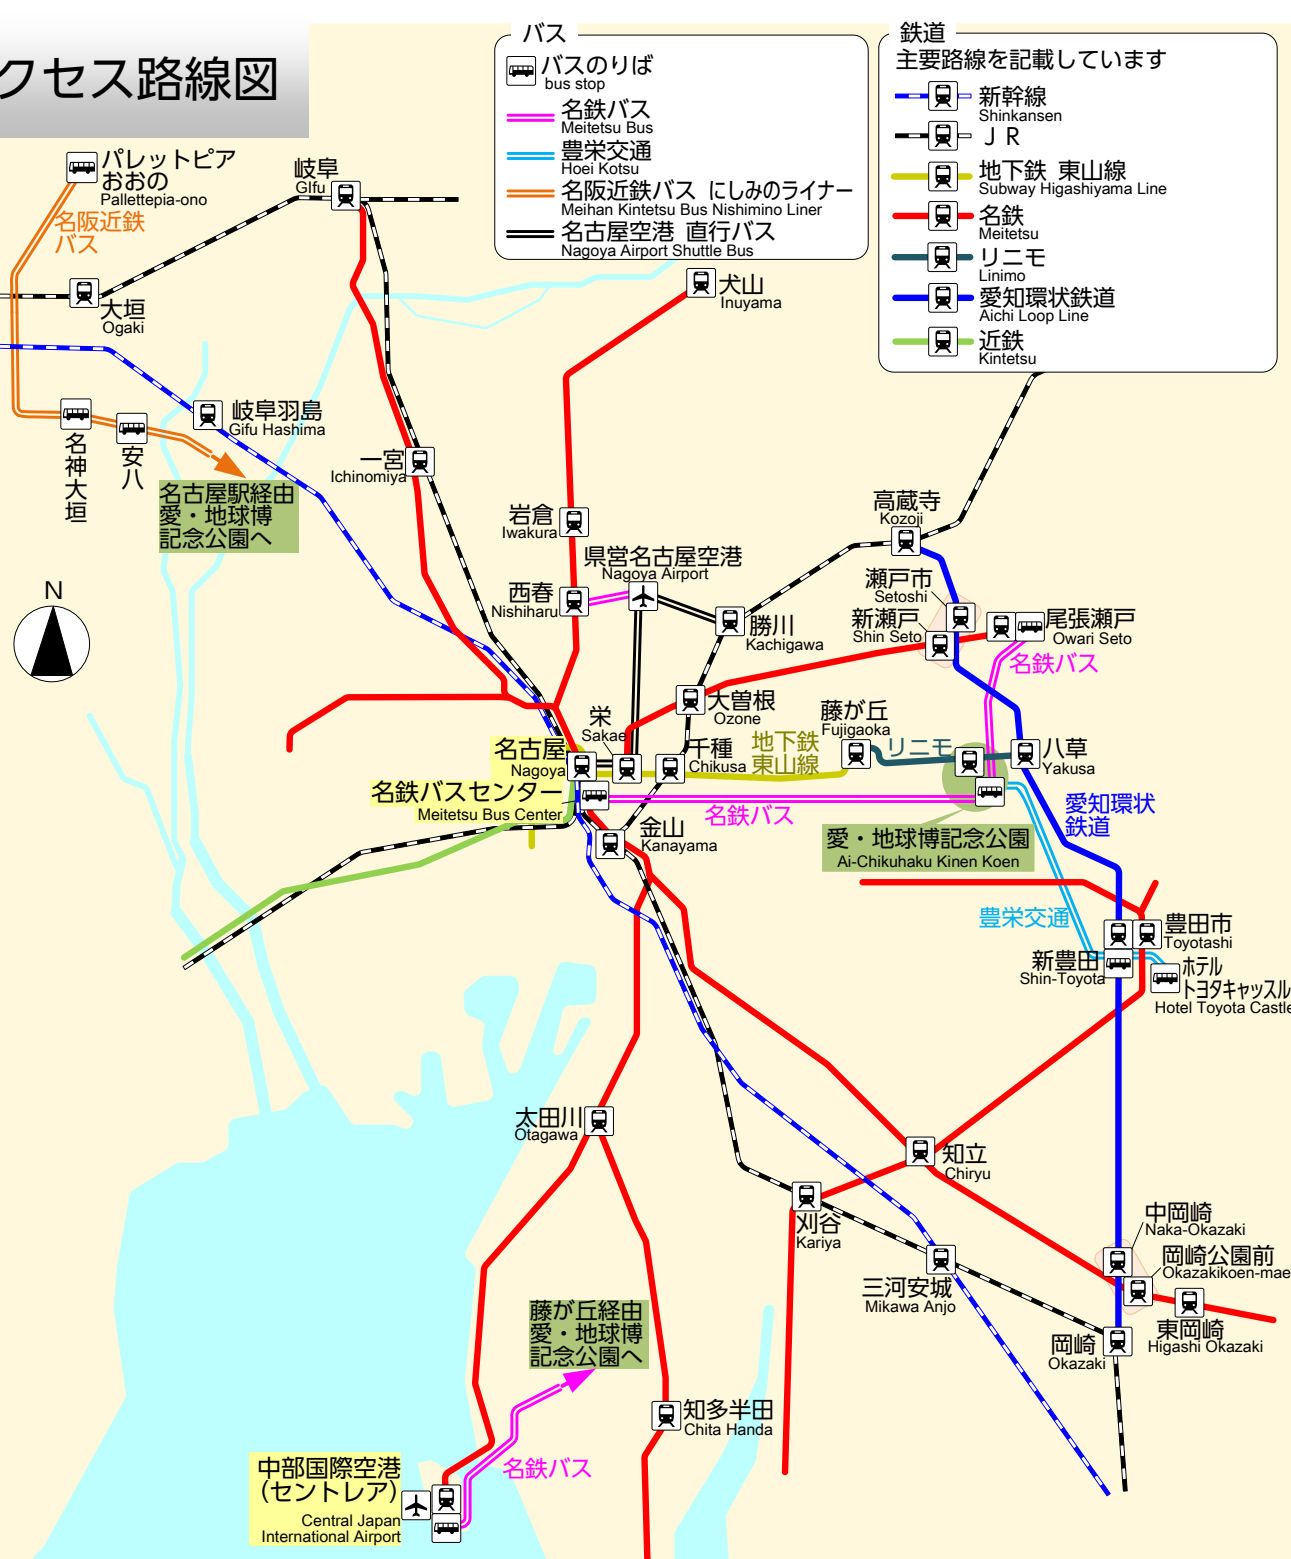 クセス路線図
バス
バスのりば
bus stop
名鉄バス
Meitetsu Bus
豊栄交通
Hoei Kotsu
名阪近鉄バス にしみのライナー
Meihan Kintetsu Bus Nishimino Liner
名古屋空港 直行バス
Nagoya Airport Shuttle Bus
鉄道
主要路線を記載しています
新幹線
Shinkansen
ＪＲ
地下鉄 東山線
Subway Higashiyama Line
名鉄
Meitetsu
リニモ
Linimo
愛知環状鉄道
Aichi Loop Line
近鉄
Kintetsu
パレットピア
おおの
Pallettepia-ono
名阪近鉄
バス
岐阜
GIfu
大垣
Ogaki
犬山
Inuyama
岐阜羽島
Gifu Hashima
名神大垣
安八
名古屋駅経由
愛・地球博
記念公園へ
一宮
Ichinomiya
岩倉
Iwakura
県営名古屋空港
Nagoya Airport
西春
Nishiharu
勝川
Kachigawa
高蔵寺
Kozoji
瀬戸市
Setoshi
新瀬戸
Shin Seto
尾張瀬戸
Owari Seto
名鉄バス
N
大曽根
Ozone
栄
Sakae
藤が丘
Fujigaoka
リニモ
八草
Yakusa
名古屋
Nagoya
千種
Chikusa
地下鉄
東山線
名鉄バスセンター
Meitetsu Bus Center
名鉄バス
金山
Kanayama
愛・地球博記念公園
Ai-Chikuhaku Kinen Koen
愛知環状
鉄道
豊栄交通
豊田市
Toyotashi
新豊田
Shin-Toyota
ホテル
トヨタキャッスル
Hotel Toyota Castle
太田川
Otagawa
知立
Chiryu
刈谷
Kariya
三河安城
Mikawa Anjo
中岡崎
Naka-Okazaki
岡崎公園前
Okazakikoen-mae
東岡崎
Higashi Okazaki
岡崎
Okazaki
藤が丘経由
愛・地球博
記念公園へ
知多半田
Chita Handa
名鉄バス
中部国際空港
（セントレア）
Central Japan
International Airport